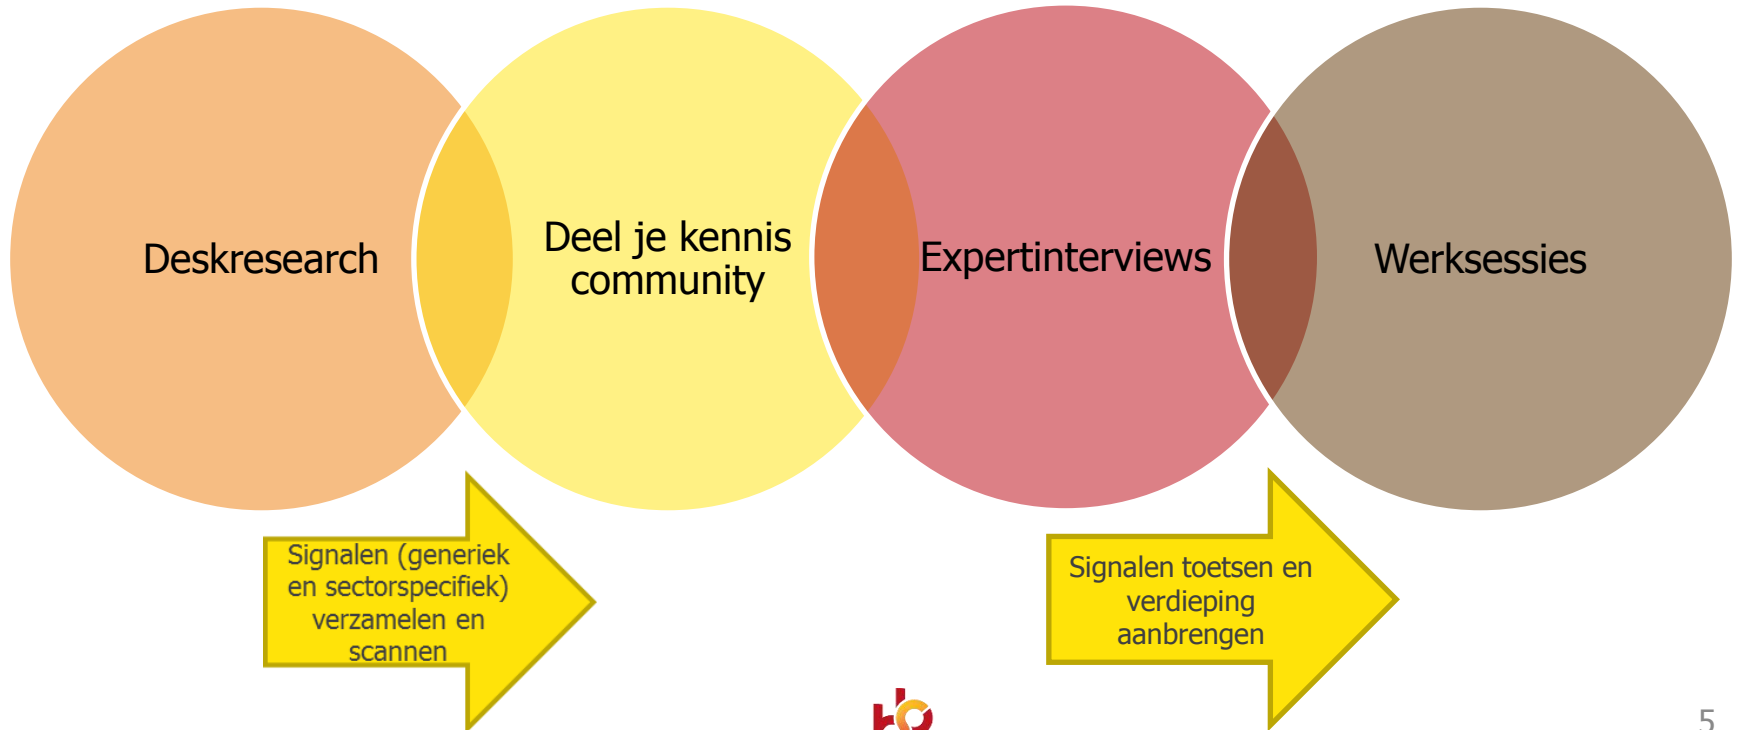 Deskresearch
Deel je kennis
community
Expertinterviews
Werksessies
Signalen (generiek
en sectorspecifiek)
verzamelen en
scannen
Signalen toetsen en
verdieping
aanbrengen
5